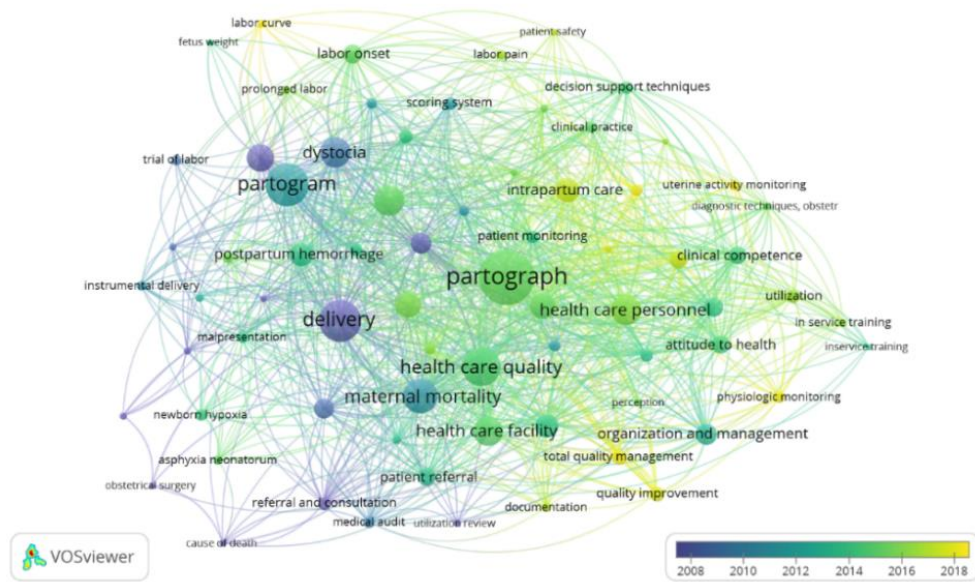 labor curve
patient safety
fetus weight
labor onset
labor pain
prolonged labor
decision support techniques
scoring system
clinical practice
dystocia
trial of labor
partogram
intrapartum care
uterine activity monitoring
diagnostic techniques, obstetr
patient monitoring
postpartum hemorrhage
clinical competence
partograph
instrumental delivery
utilization
health care personnel
delivery
in service training
malpresentation
attitude to health
inservice training
health care quality
maternal mortality
physiologic monitoring
perception
newborn hypoxia
health care facility
organization and management
total quality management
asphyxia neonatorum
patient referral
obstetrical surgery
quality improvement
referral and consultation
documentation
medical audit
utilization review
cause of death
VOSviewer
2008 2010 2012 2014 2016 2018